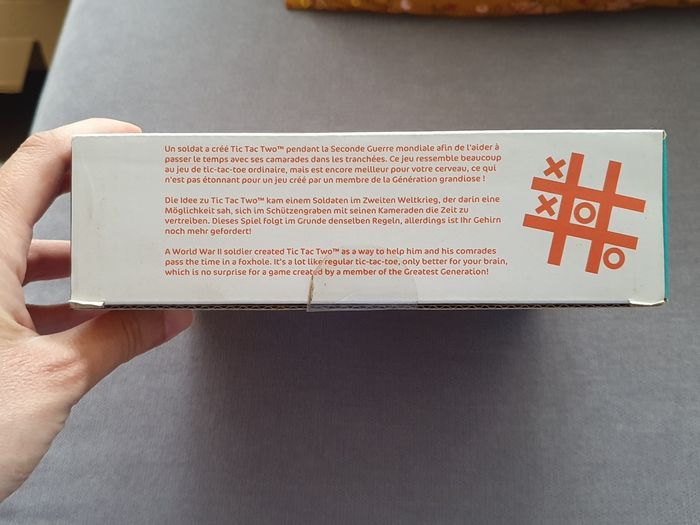 Un soldat a créé Tic Tac Two™ pendant la Seconde Guerre mondiale afin de l'aider à
passer le temps avec ses camarades dans les tranchées. Ce jeu ressemble beaucoup
au jeu de tic-tac-toe ordinaire, mais est encore meilleur pour votre cerveau, ce qui
n'est pas étonnant pour un jeu créé par un membre de la Génération grandiose !
Die Idee zu Tic Tac Two™ kam einem Soldaten im Zweiten Weltkrieg, der darin eine
Möglichkeit sah, sich im Schützengraben mit seinen Kameraden die Zeit zu
vertreiben. Dieses Spiel folgt im Grunde denselben Regeln, allerdings ist Ihr Gehirn
noch mehr gefordert!
A World War II soldier created Tic Tac Two™ as a way to help him and his comrades
pass the time in a foxhole. It's a lot like regular tic-tac-toe, only better for your brain,
which is no surprise for a game created by a member of the Greatest Generation!
X
X O
O